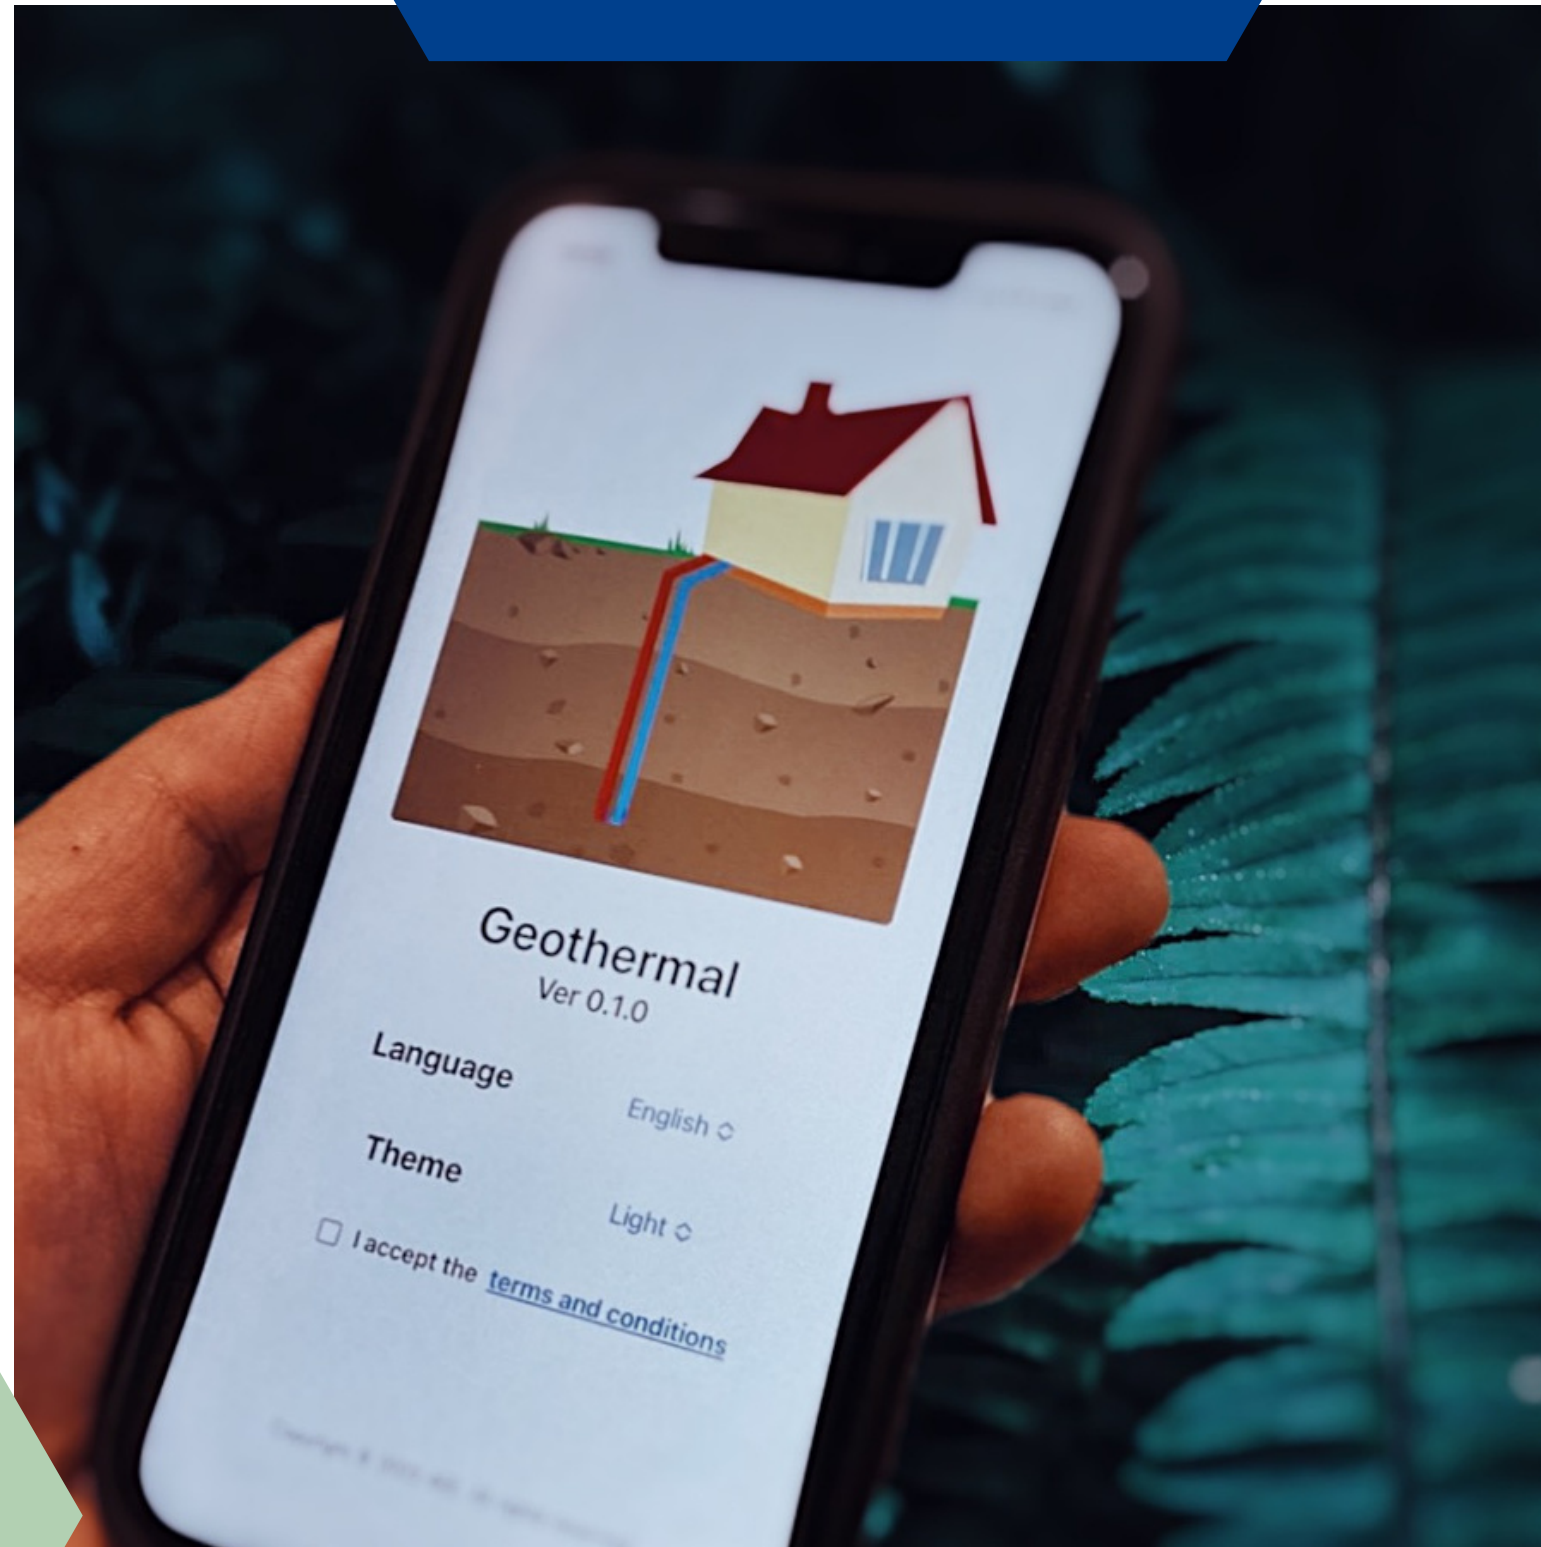 Geothermal
Ver 0.1.0
Language
English
Theme
Light
I accept the terms and conditions